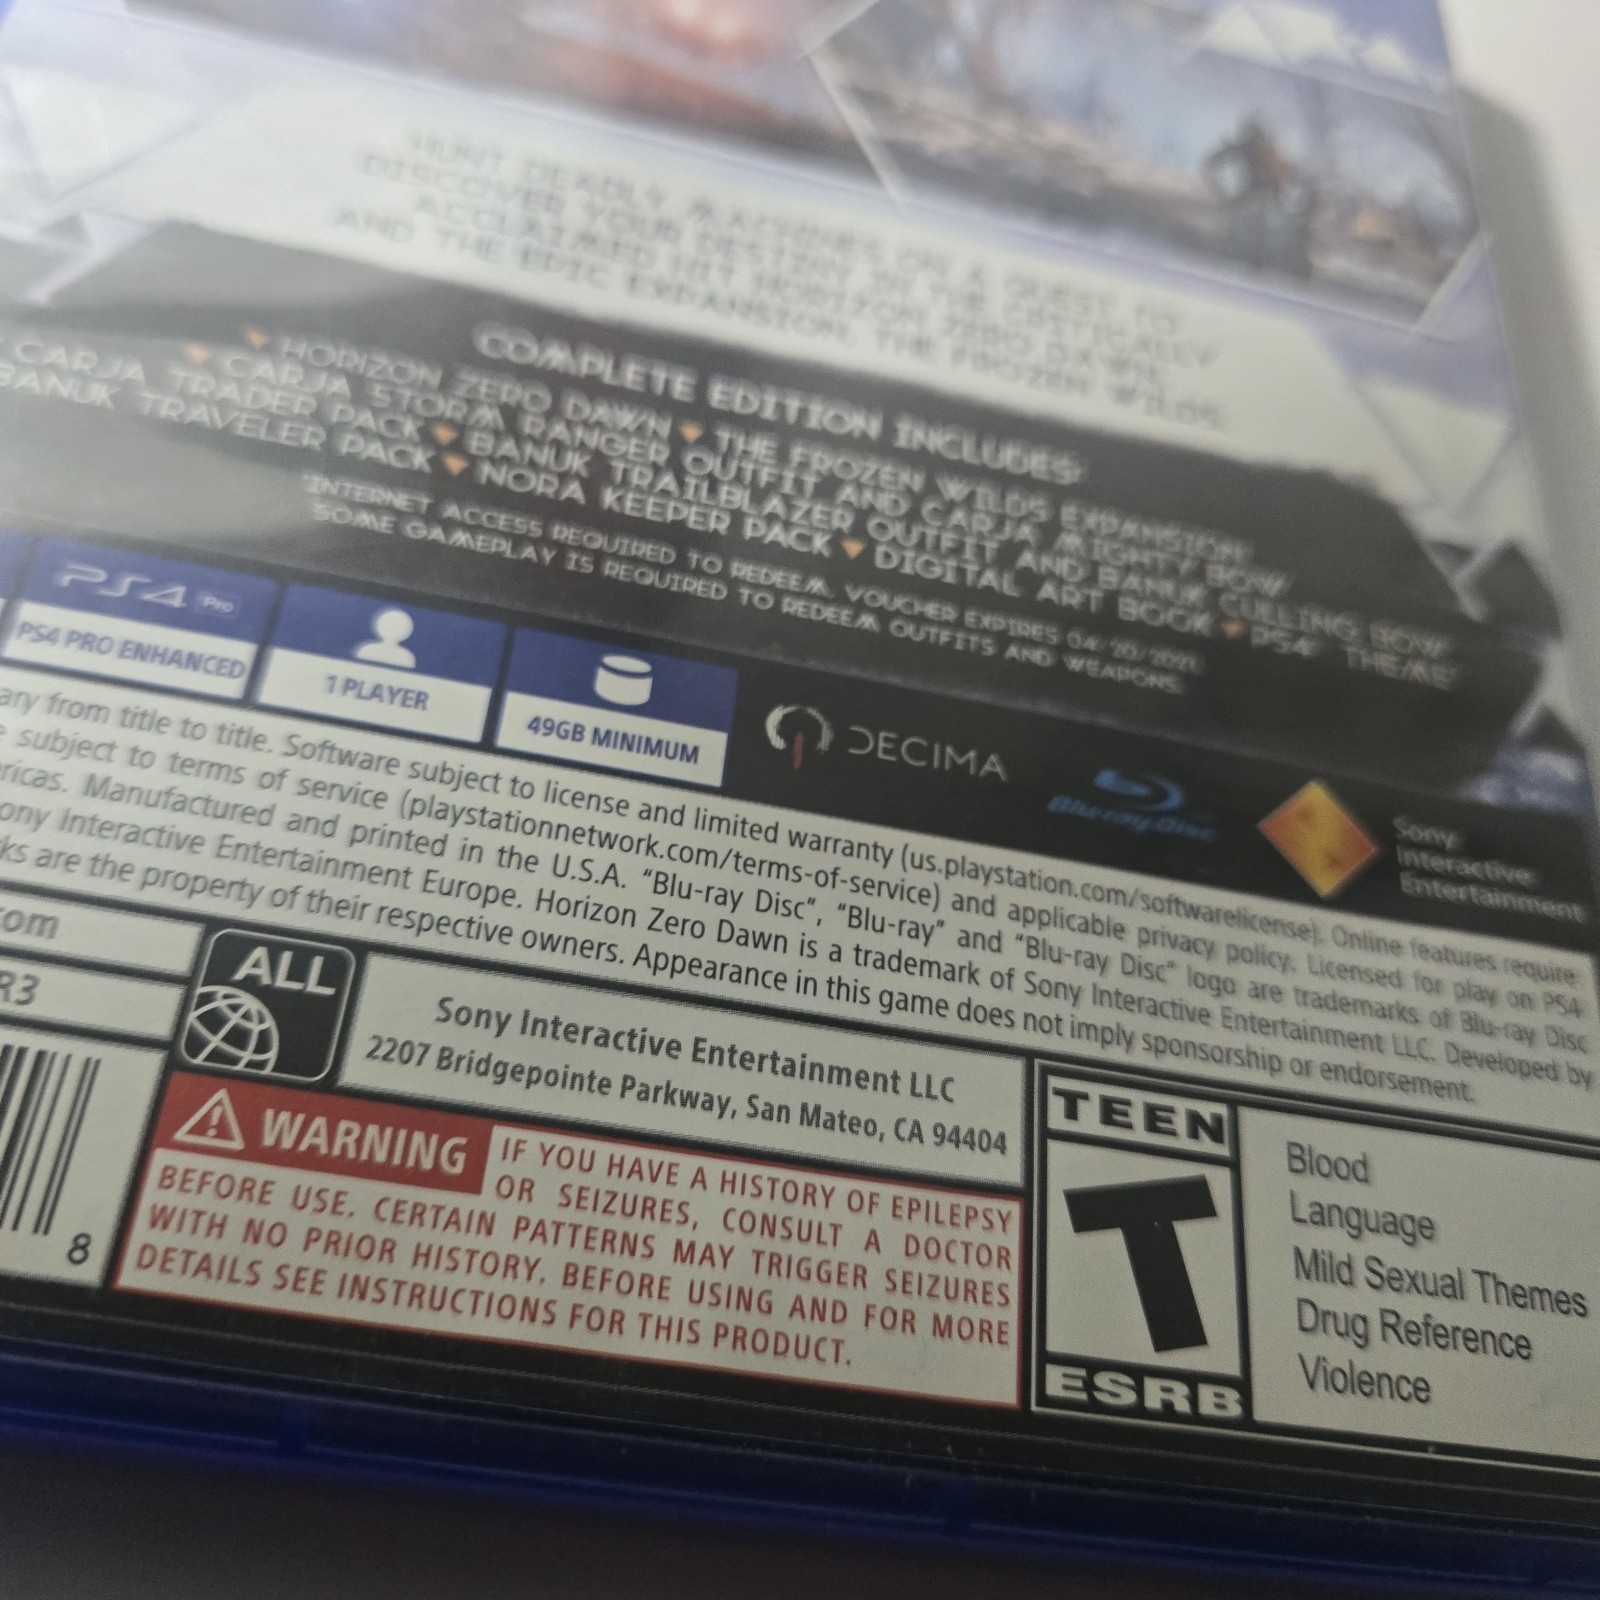 HUNT DEADLY MACHINES ON A QUEST TO
DISCOVER YOUR DESTINY IN THE CRITICALLY
ACCLAIMED HIT HORIZON ZERO DAWN,
AND THE EPIC EXPANSION, THE FROZEN WILDS.
COMPLETE EDITION INCLUDES:
HORIZON ZERO DAWN THE FROZEN WILDS EXPANSION
CARJA STORM RANGER OUTFIT AND CARJA MIGHTY BOW
CARJA TRADER PACK BANUK TRAILBLAZER OUTFIT AND BANUK CULLING BOW
BANUK TRAVELER PACK NORA KEEPER PACK DIGITAL ART BOOK PS4 THEME
*INTERNET ACCESS REQUIRED TO REDEEM. VOUCHER EXPIRES 04/20/2021.
SOME GAMEPLAY IS REQUIRED TO REDEEM OUTFITS AND WEAPONS.
PS4 Pro
PS4 PRO ENHANCED
1 PLAYER
49GB MINIMUM
DECIMA
Blu-ray Disc
Sony
Interactive
Entertainment
ary from title to title. Software subject to license and limited warranty (us.playstation.com/softwarelicense). Online features require
subject to terms of service (playstationnetwork.com/terms-of-service) and applicable privacy policy. Licensed for play on PS4
ricas. Manufactured and printed in the U.S.A. “Blu-ray Disc”, “Blu-ray” and “Blu-ray Disc” logo are trademarks of Blu-ray Disc
ony Interactive Entertainment Europe. Horizon Zero Dawn is a trademark of Sony Interactive Entertainment LLC. Developed by
ks are the property of their respective owners. Appearance in this game does not imply sponsorship or endorsement.
com
R3
8
ALL
Sony Interactive Entertainment LLC
2207 Bridgepointe Parkway, San Mateo, CA 94404
WARNING IF YOU HAVE A HISTORY OF EPILEPSY
OR SEIZURES, CONSULT A DOCTOR
BEFORE USE. CERTAIN PATTERNS MAY TRIGGER SEIZURES
WITH NO PRIOR HISTORY. BEFORE USING AND FOR MORE
DETAILS SEE INSTRUCTIONS FOR THIS PRODUCT.
TEEN
T
ESRB
Blood
Language
Mild Sexual Themes
Drug Reference
Violence